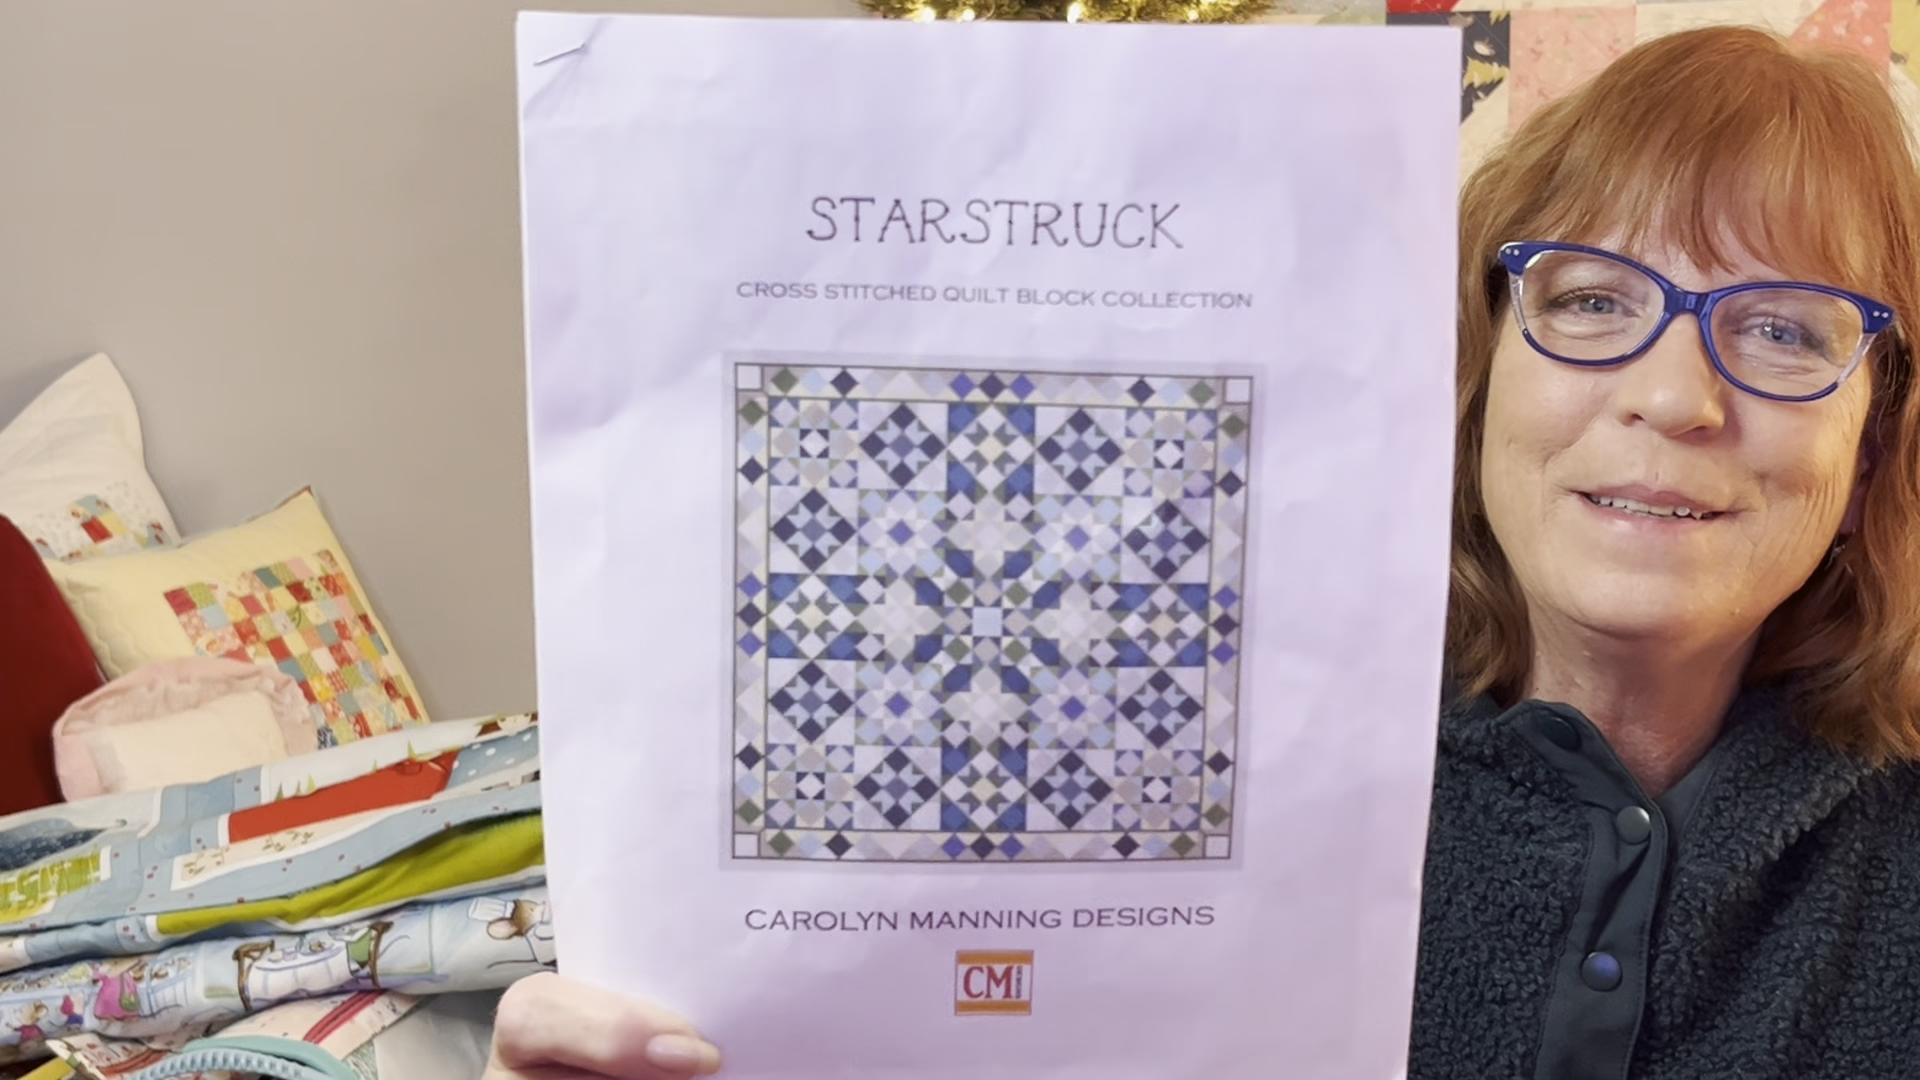 STARSTRUCK
CROSS STITCHED QUILT BLOCK COLLECTION
CAROLYN MANNING DESIGNS
CM